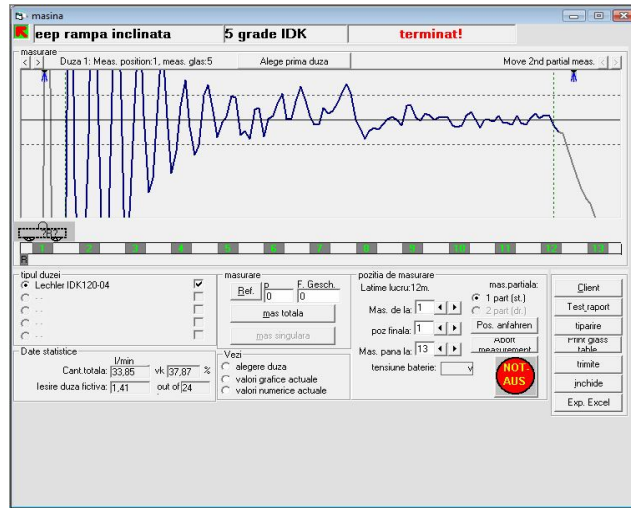 masina
eep rampa inclinata 5 grade IDK terminat!
masurare
< > Duza 1: Meas. position:1, meas. glas:5 Alege prima duza Move 2nd partial meas. < >
1 2 3 4 5 6 7 8 9 10 11 12 13
R
tipul duzei
Lechler IDK120-04
- -
- -
- -
- -
Date statistice
l/min
Cant.totala: 33,85 vk 37,87 %
Iesire duza fictiva: 1,41 out of 24
masurare
Ref. p F. Gesch.
0 0
mas totala
mas singulara
Vezi
alegere duza
valori grafice actuale
valori numerice actuale
pozitia de masurare
Latime lucru:12m. mas.partiala:
1 part (st.)
Mas. de la: 1 2 part (dr.)
poz finala: 1 Pos. anfahren
Mas. pana la: 13 Abort measurement
tensiune baterie: v NOT-AUS
Client
Test_raport
tiparire
Print glass table
trimite
inchide
Exp. Excel